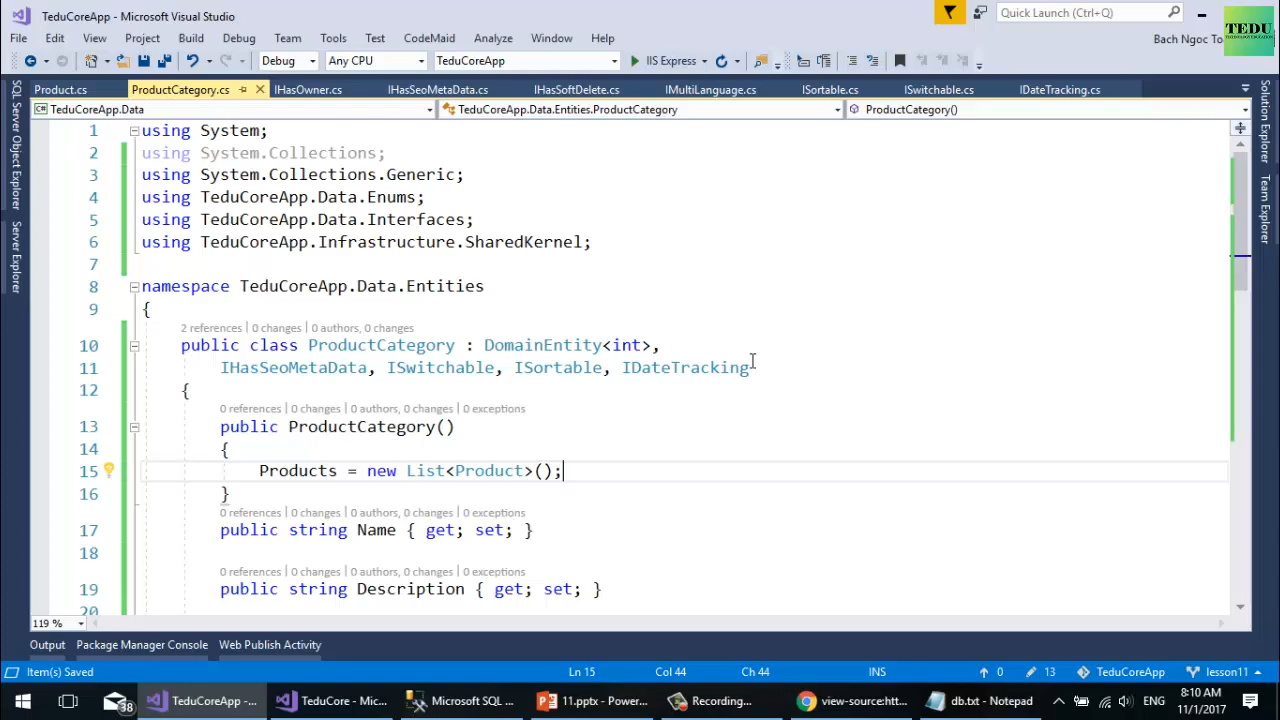 TeduCoreApp - Microsoft Visual Studio
Quick Launch (Ctrl+Q)
TEDU
File Edit View Project Build Debug Team Tools Test CodeMaid Analyze Window Help
Bach Ngoc To
Debug Any CPU TeduCoreApp IIS Express
Product.cs ProductCategory.cs IHasOwner.cs IHasSeoMetaData.cs IHasSoftDelete.cs IMultiLanguage.cs ISortable.cs ISwitchable.cs IDateTracking.cs
TeduCoreApp.Data TeduCoreApp.Data.Entities.ProductCategory ProductCategory()
SQL Server Object Explorer
Server Explorer
Solution Explorer
Team Explorer
1 using System;
2 using System.Collections;
3 using System.Collections.Generic;
4 using TeduCoreApp.Data.Enums;
5 using TeduCoreApp.Data.Interfaces;
6 using TeduCoreApp.Infrastructure.SharedKernel;
7
8 namespace TeduCoreApp.Data.Entities
9 {
2 references | 0 changes | 0 authors, 0 changes
10 public class ProductCategory : DomainEntity<int>,
11 IHasSeoMetaData, ISwitchable, ISortable, IDateTracking
12 {
0 references | 0 changes | 0 authors, 0 changes | 0 exceptions
13 public ProductCategory()
14 {
15 Products = new List<Product>();
16 }
0 references | 0 changes | 0 authors, 0 changes | 0 exceptions
17 public string Name { get; set; }
18
0 references | 0 changes | 0 authors, 0 changes | 0 exceptions
19 public string Description { get; set; }
20
119 %
Output Package Manager Console Web Publish Activity
Item(s) Saved Ln 15 Col 44 Ch 44 INS 0 13 TeduCoreApp lesson11
38 TeduCoreApp -... TeduCore - Mic... Microsoft SQL ... 11.pptx - Power... Recording... view-source:htt... db.txt - Notepad ENG 8:10 AM
11/1/2017